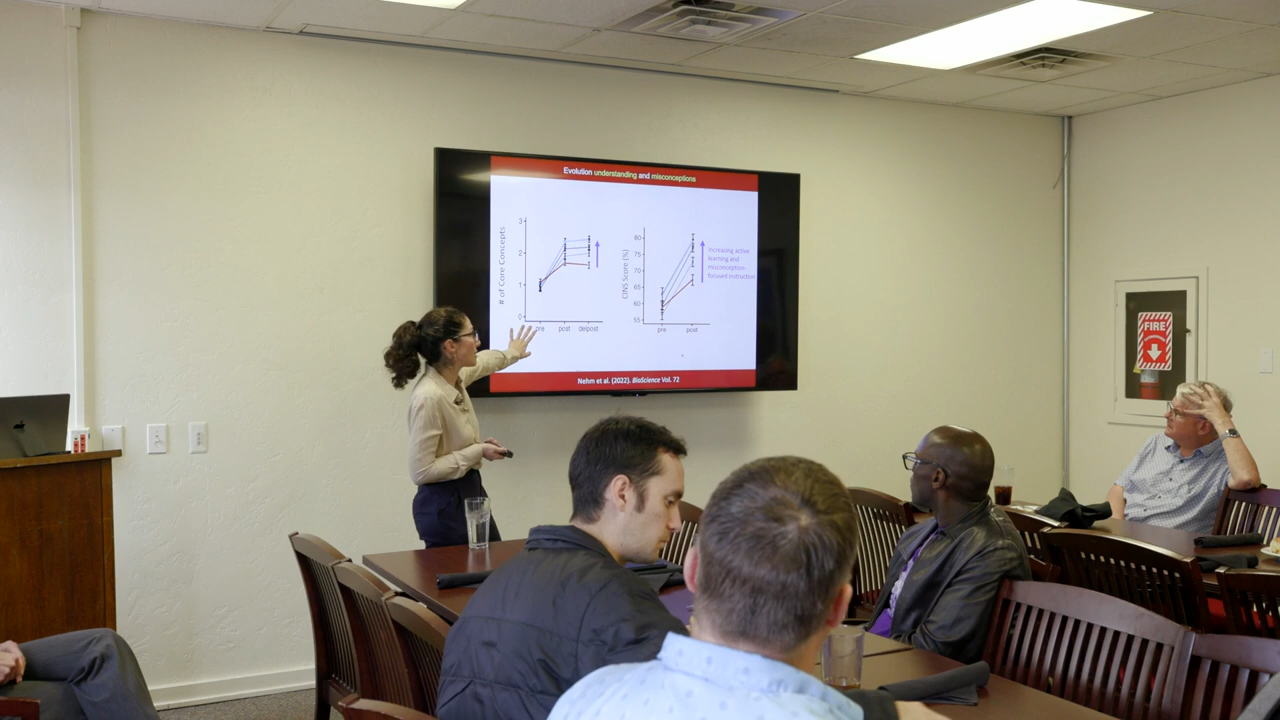 Evolution understanding and misconceptions
# of Core Concepts
3
2
1
0
pre post delpost
CINS Score (%)
80
75
70
65
60
55
pre post
Increasing active
learning and
misconception-
focused instruction
Nehm et al. (2022). BioScience Vol. 72
FIRE